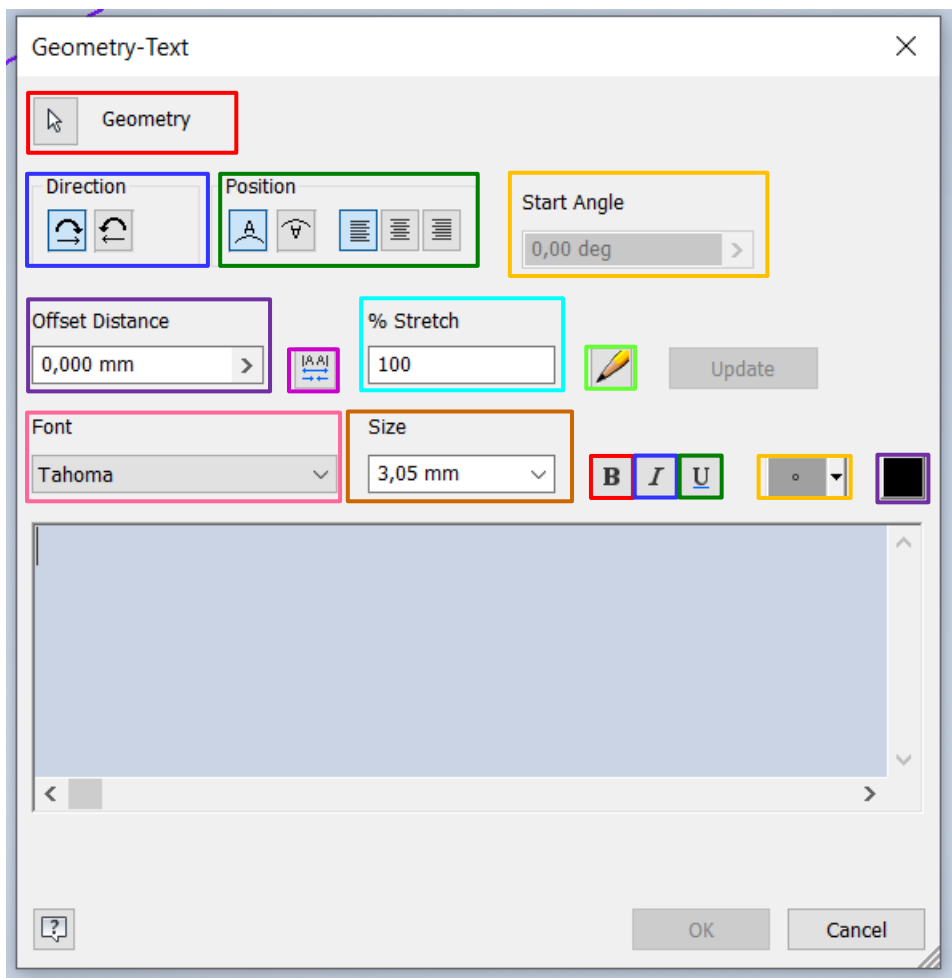 Geometry-Text
Geometry
Direction
Position
Start Angle
0,00 deg
Offset Distance
% Stretch
0,000 mm
|A A|
100
Update
Font
Size
Tahoma
3,05 mm
B I U
OK
Cancel